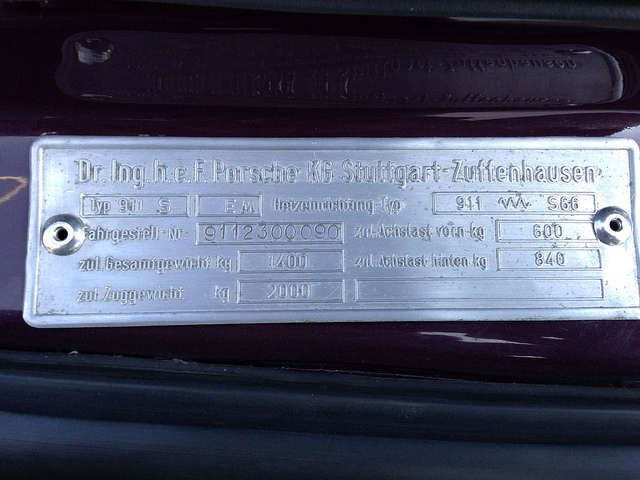 Dr. Ing. h. c. F. Porsche KG Stuttgart-Zuffenhausen
Typ 911 S EM Heizeinrichtung-Typ 911 S66
Fahrgestell-Nr. 9112300090 zul. Achslast vorn kg 600
zul. Gesamtgewicht kg 1400 zul. Achslast hinten kg 840
zul. Zuggewicht kg 2000